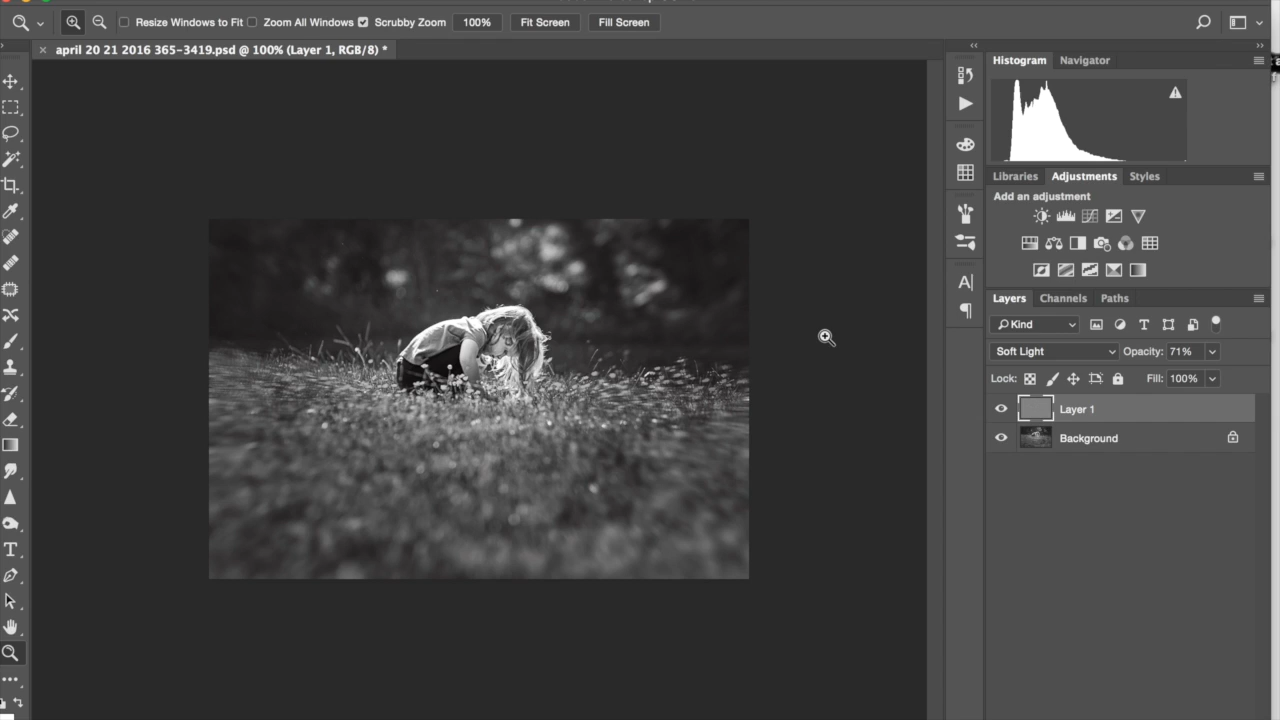 Resize Windows to Fit Zoom All Windows Scrubby Zoom 100% Fit Screen Fill Screen
april 20 21 2016 365-3419.psd @ 100% (Layer 1, RGB/8) *
Histogram Navigator
Libraries Adjustments Styles
Add an adjustment
Layers Channels Paths
Kind
Soft Light Opacity: 71%
Lock: Fill: 100%
Layer 1
Background